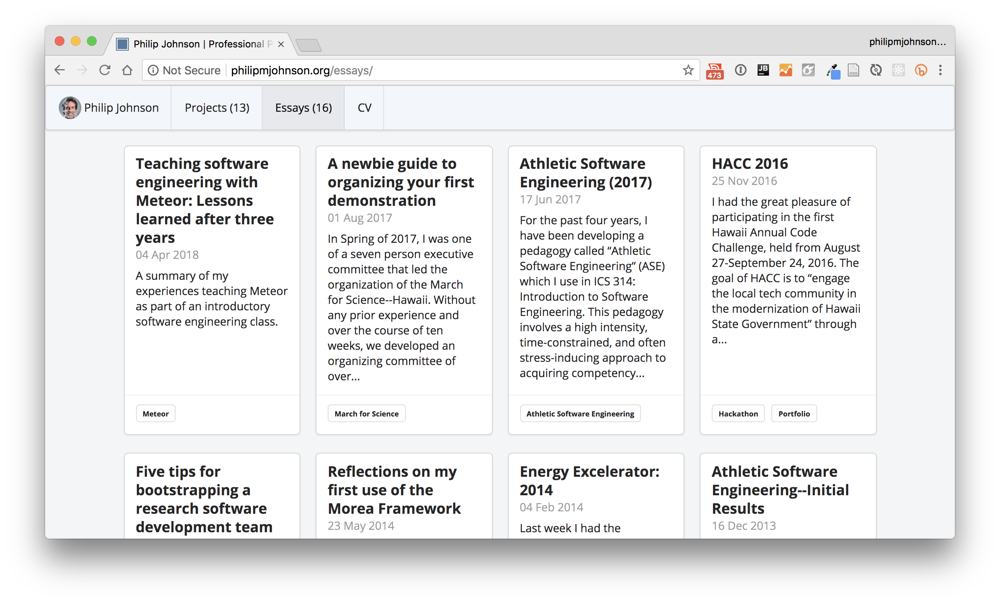 Philip Johnson | Professional P
philipmjohnson...
Not Secure
philipmjohnson.org/essays/
473
JB
Philip Johnson
Projects (13)
Essays (16)
CV
Teaching software
engineering with
Meteor: Lessons
learned after three
years
04 Apr 2018
A summary of my
experiences teaching Meteor
as part of an introductory
software engineering class.
Meteor
A newbie guide to
organizing your first
demonstration
01 Aug 2017
In Spring of 2017, I was one
of a seven person executive
committee that led the
organization of the March
for Science--Hawaii. Without
any prior experience and
over the course of ten
weeks, we developed an
organizing committee of
over...
March for Science
Athletic Software
Engineering (2017)
17 Jun 2017
For the past four years, I
have been developing a
pedagogy called “Athletic
Software Engineering” (ASE)
which I use in ICS 314:
Introduction to Software
Engineering. This pedagogy
involves a high intensity,
time-constrained, and often
stress-inducing approach to
acquiring competency...
Athletic Software Engineering
HACC 2016
25 Nov 2016
I had the great pleasure of
participating in the first
Hawaii Annual Code
Challenge, held from August
27-September 24, 2016. The
goal of HACC is to “engage
the local tech community in
the modernization of Hawaii
State Government” through
a...
Hackathon
Portfolio
Five tips for
bootstrapping a
research software
development team
Reflections on my
first use of the
Morea Framework
23 May 2014
Energy Excelerator:
2014
04 Feb 2014
Last week I had the
Athletic Software
Engineering--Initial
Results
16 Dec 2013